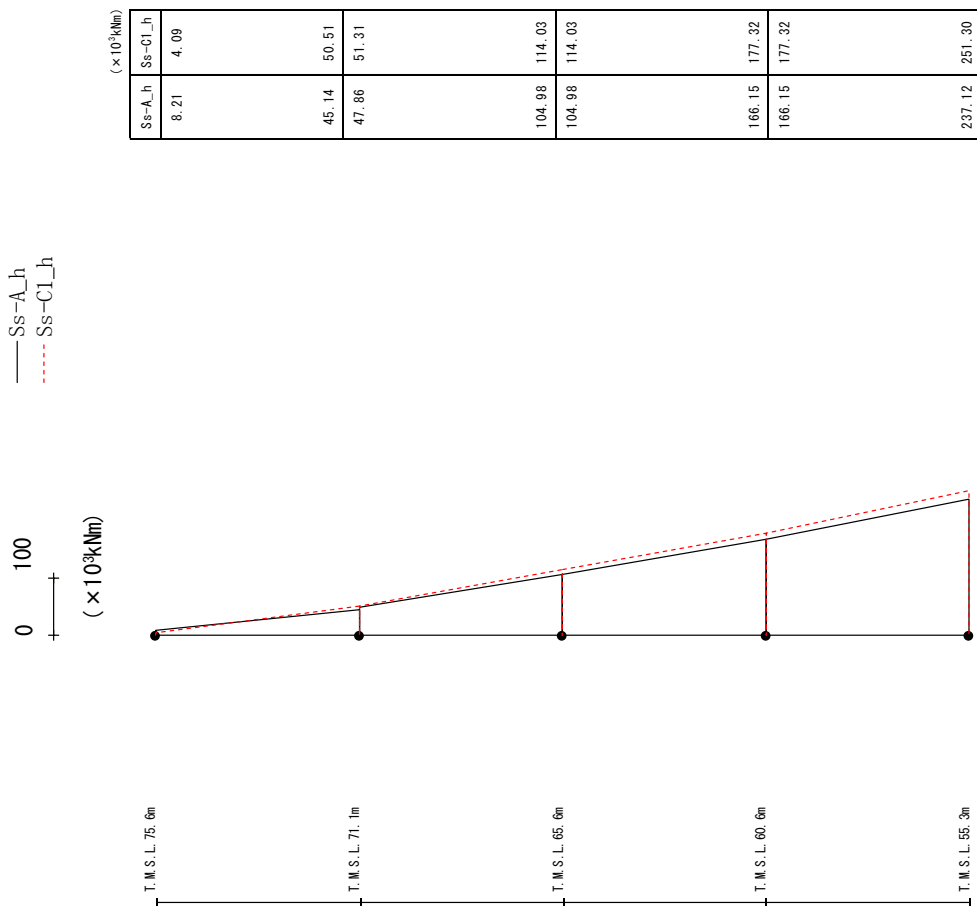 Ss-A_h
Ss-C1_h
0 100
(×10³kNm)
(×10³kNm)
Ss-A_h Ss-C1_h
8.21 4.09
45.14 50.51
47.86 51.31
104.98 114.03
104.98 114.03
166.15 177.32
166.15 177.32
237.12 251.30
T.M.S.L. 75.6m
T.M.S.L. 71.1m
T.M.S.L. 65.6m
T.M.S.L. 60.6m
T.M.S.L. 55.3m